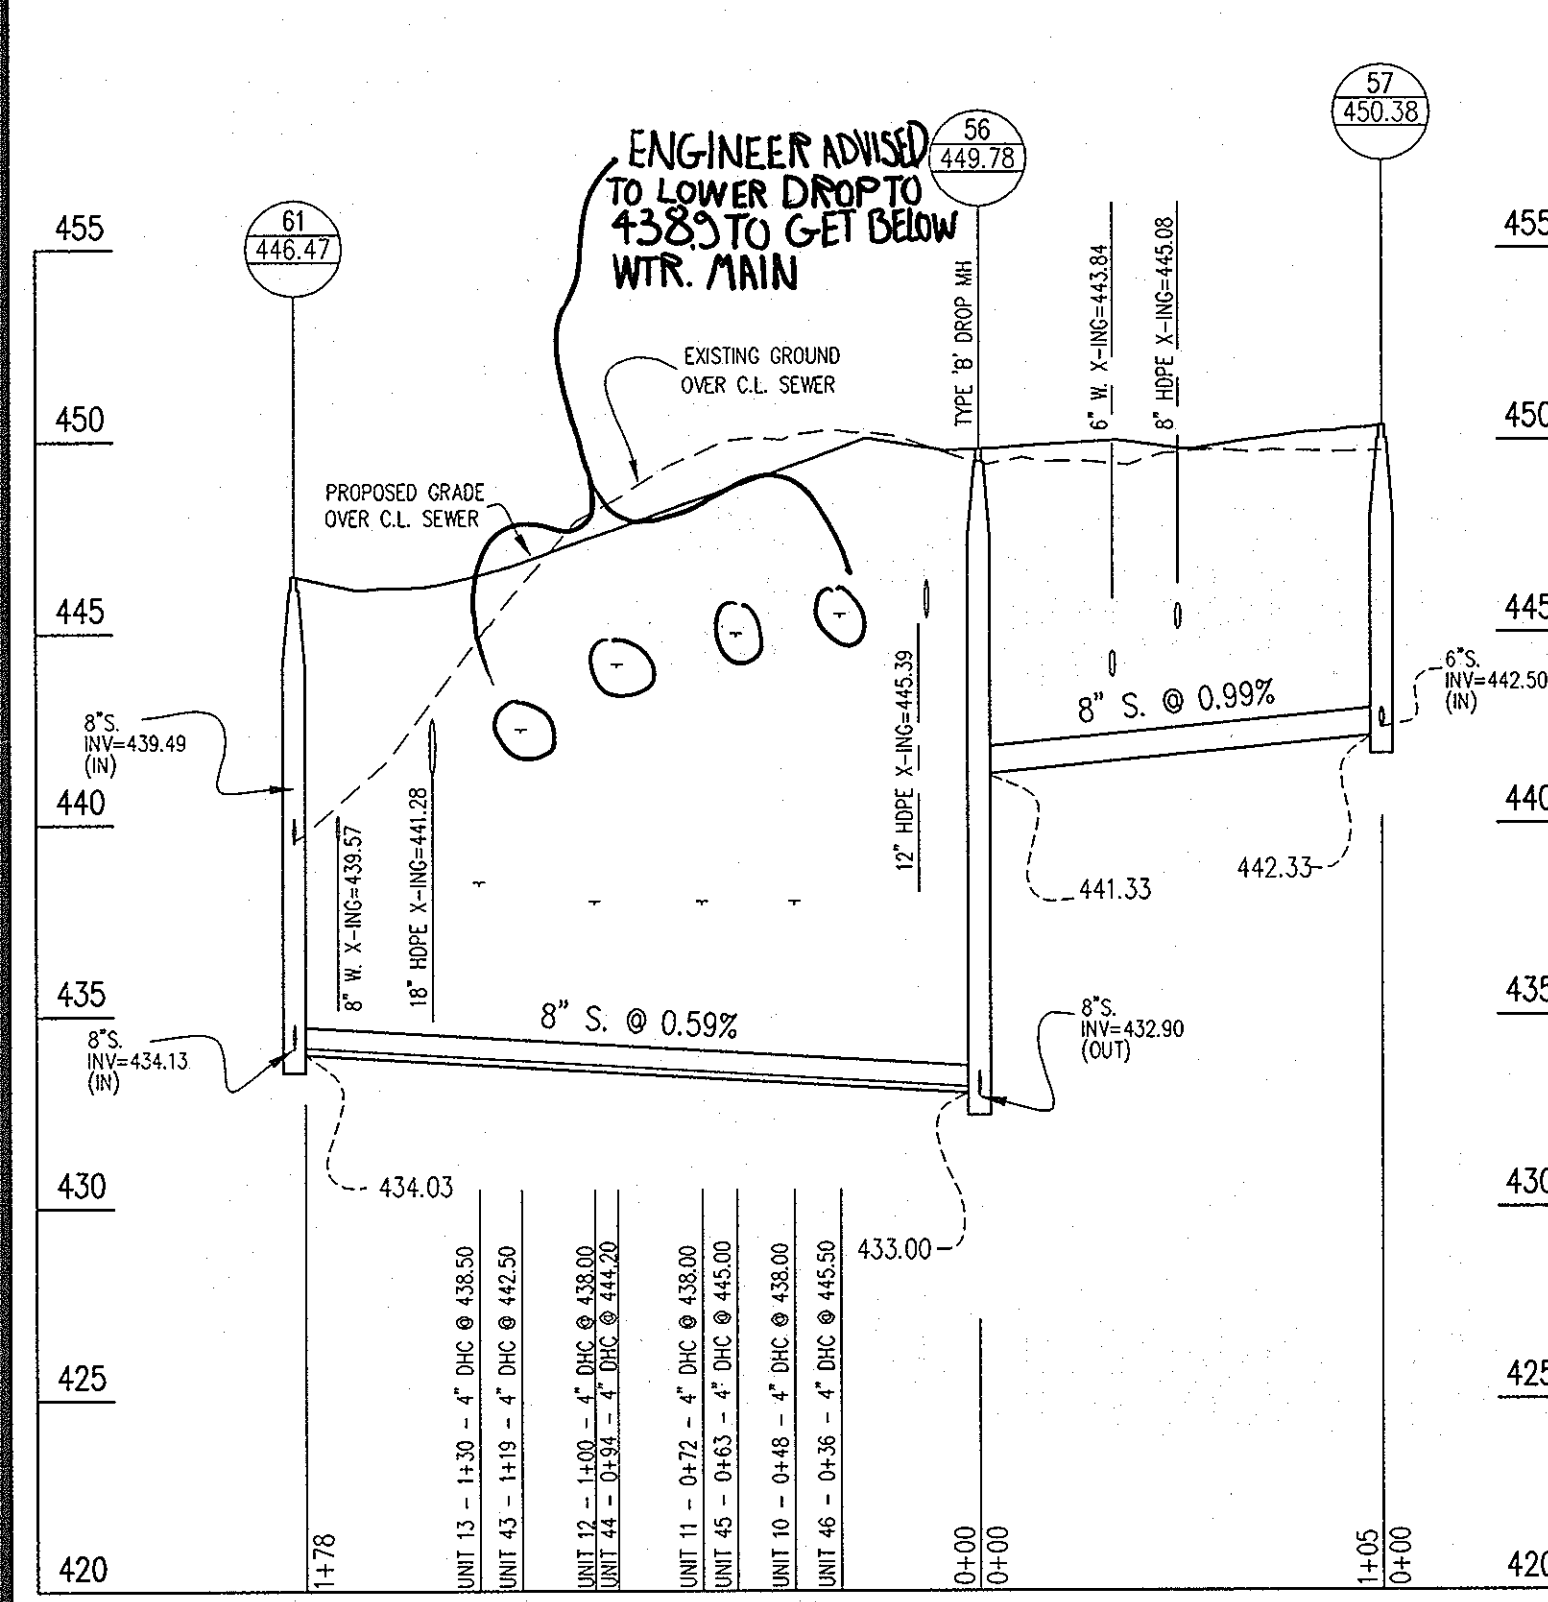 57
450.38
56
449.78
61
446.47
ENGINEER ADVISED
TO LOWER DROP TO
438.9 TO GET BELOW
WTR. MAIN
455
450
445
440
435
430
425
420
455
450
445
440
435
430
425
420
EXISTING GROUND
OVER C.L. SEWER
PROPOSED GRADE
OVER C.L. SEWER
TYPE 'B' DROP MH
6" W. X-ING=443.84
8" HDPE X-ING=445.08
8"S.
INV=439.49
(IN)
8" W. X-ING=439.57
18" HDPE X-ING=441.28
12" HDPE X-ING=445.39
8" S. @ 0.99%
6"S.
INV=442.50
(IN)
441.33
442.33
8" S. @ 0.59%
8"S.
INV=434.13
(IN)
8"S.
INV=432.90
(OUT)
434.03
433.00
1+78
UNIT 13 - 1+30 - 4" DHC @ 438.50
UNIT 43 - 1+19 - 4" DHC @ 442.50
UNIT 12 - 1+00 - 4" DHC @ 438.00
UNIT 44 - 0+94 - 4" DHC @ 444.20
UNIT 11 - 0+72 - 4" DHC @ 438.00
UNIT 45 - 0+63 - 4" DHC @ 445.00
UNIT 10 - 0+48 - 4" DHC @ 438.00
UNIT 46 - 0+36 - 4" DHC @ 445.50
0+00
0+00
1+05
0+00